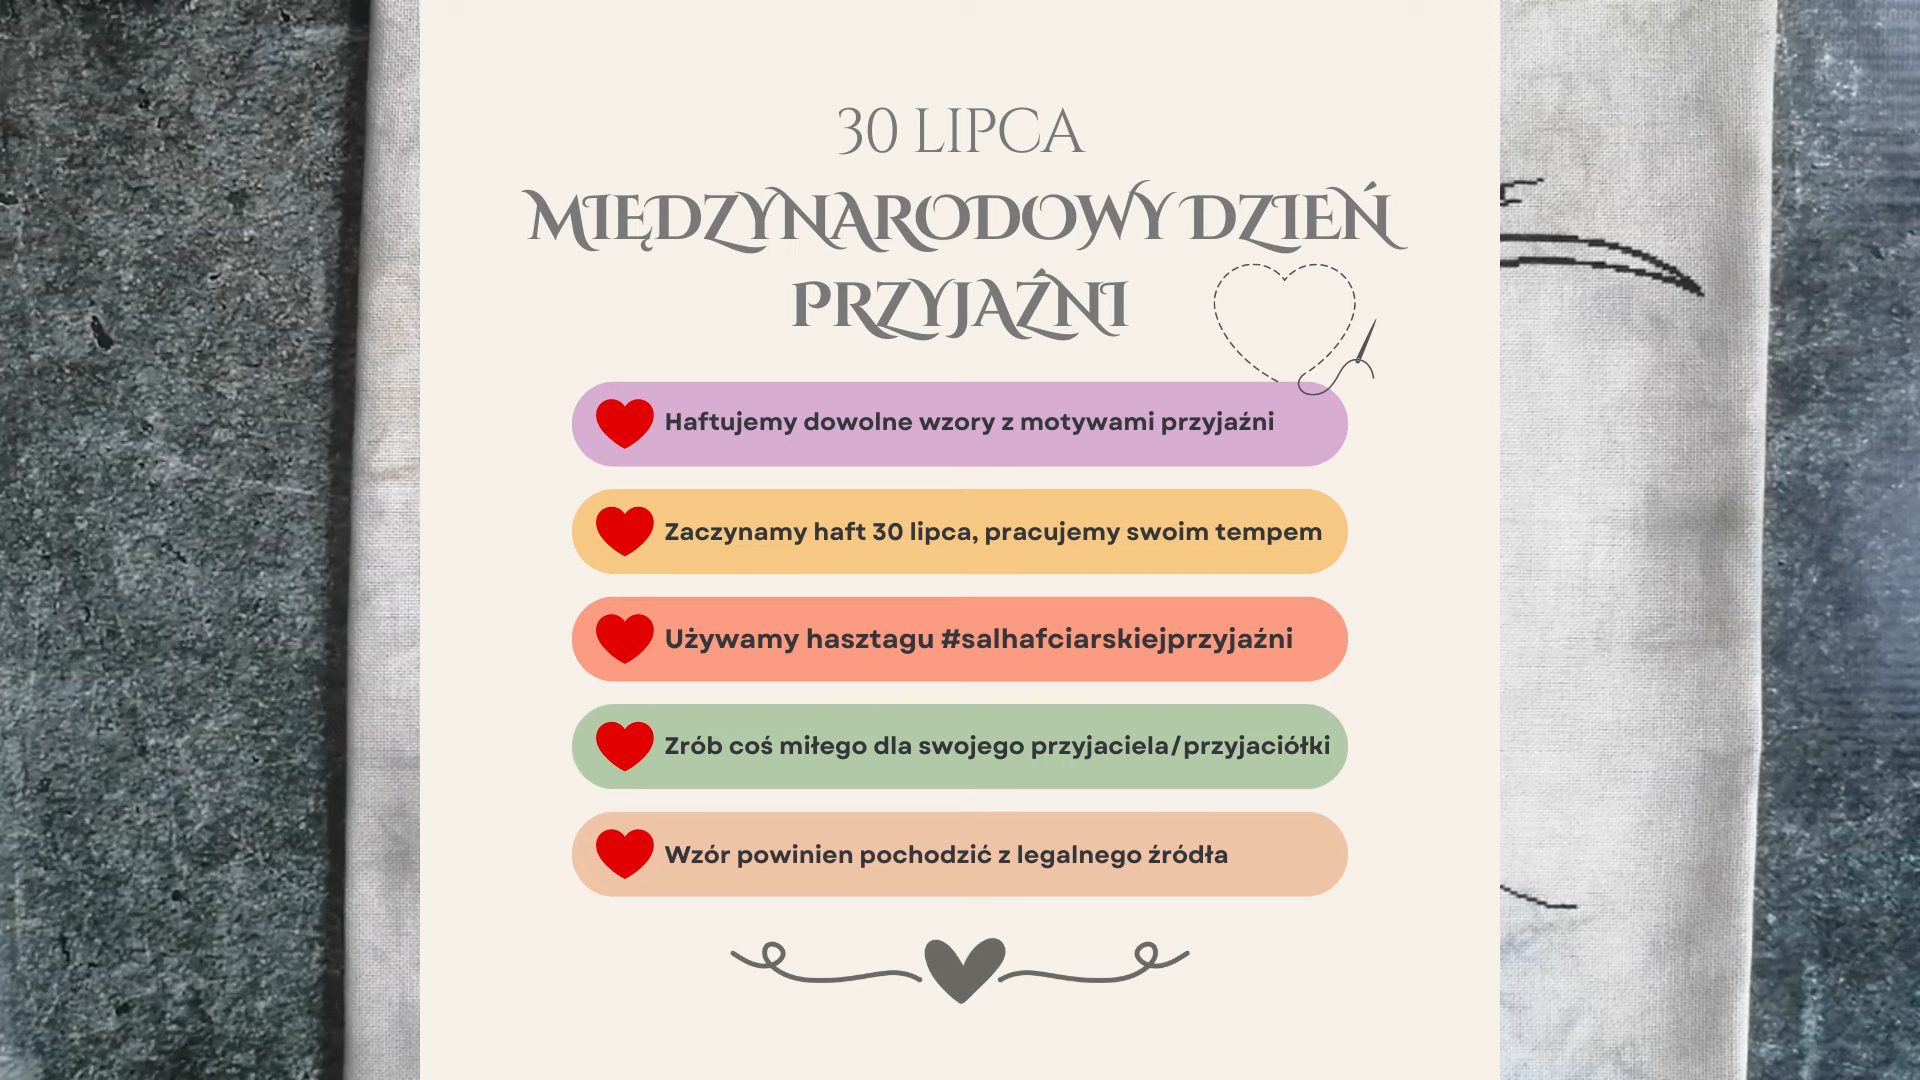 30 LIPCA
MIĘDZYNARODOWY DZIEŃ
PRZYJAŹNI
Haftujemy dowolne wzory z motywami przyjaźni
Zaczynamy haft 30 lipca, pracujemy swoim tempem
Używamy hasztagu #salhafciarskiejprzyjaźni
Zrób coś miłego dla swojego przyjaciela/przyjaciółki
Wzór powinien pochodzić z legalnego źródła